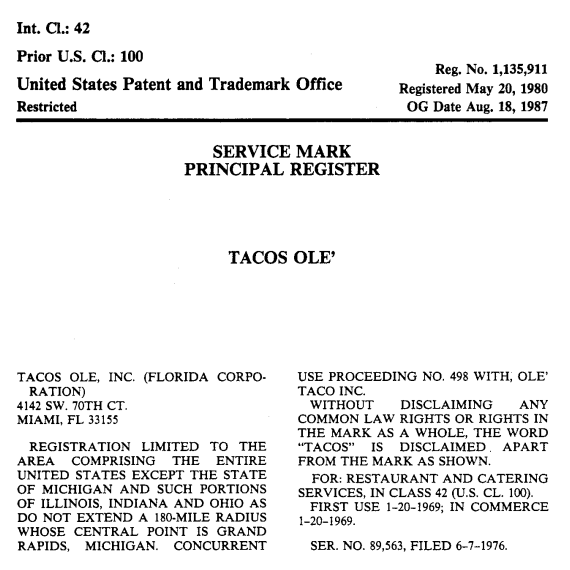 Int. Cl.: 42
Prior U.S. Cl.: 100
United States Patent and Trademark Office
Restricted
Reg. No. 1,135,911
Registered May 20, 1980
OG Date Aug. 18, 1987
SERVICE MARK
PRINCIPAL REGISTER
TACOS OLE'
TACOS OLE, INC. (FLORIDA CORPO-
RATION)
4142 SW. 70TH CT.
MIAMI, FL 33155
REGISTRATION LIMITED TO THE
AREA COMPRISING THE ENTIRE
UNITED STATES EXCEPT THE STATE
OF MICHIGAN AND SUCH PORTIONS
OF ILLINOIS, INDIANA AND OHIO AS
DO NOT EXTEND A 180-MILE RADIUS
WHOSE CENTRAL POINT IS GRAND
RAPIDS, MICHIGAN. CONCURRENT
USE PROCEEDING NO. 498 WITH, OLE'
TACO INC.
WITHOUT DISCLAIMING ANY
COMMON LAW RIGHTS OR RIGHTS IN
THE MARK AS A WHOLE, THE WORD
"TACOS" IS DISCLAIMED APART
FROM THE MARK AS SHOWN.
FOR: RESTAURANT AND CATERING
SERVICES, IN CLASS 42 (U.S. CL. 100).
FIRST USE 1-20-1969; IN COMMERCE
1-20-1969.
SER. NO. 89,563, FILED 6-7-1976.